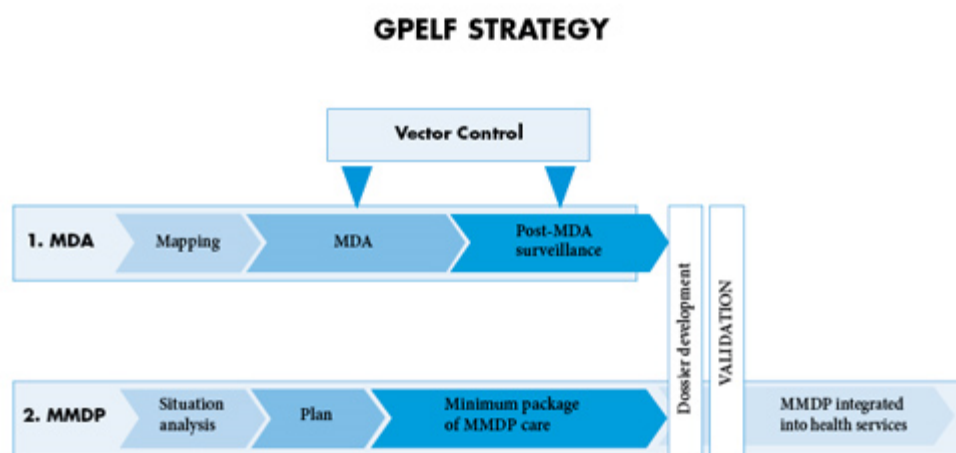 GPELF STRATEGY
Vector Control
1. MDA
Mapping
MDA
Post-MDA
surveillance
Dossier development
VALIDATION
2. MMDP
Situation
analysis
Plan
Minimum package
of MMDP care
MMDP integrated
into health services